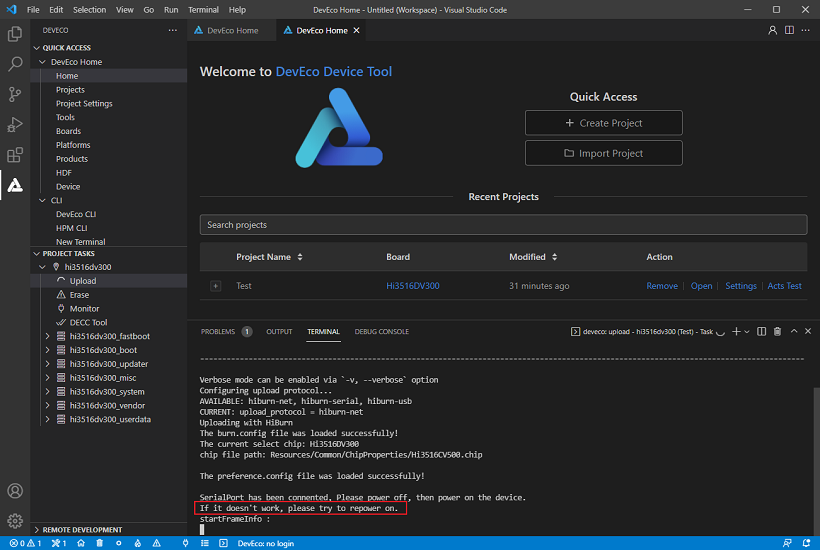 File Edit Selection View Go Run Terminal Help
DevEco Home - Untitled (Workspace) - Visual Studio Code
DEVECO
QUICK ACCESS
DevEco Home
Home
Projects
Project Settings
Tools
Boards
Platforms
Products
HDF
Device
CLI
DevEco CLI
HPM CLI
New Terminal
PROJECT TASKS
hi3516dv300
Upload
Erase
Monitor
DECC Tool
hi3516dv300_fastboot
hi3516dv300_boot
hi3516dv300_updater
hi3516dv300_misc
hi3516dv300_system
hi3516dv300_vendor
hi3516dv300_userdata
REMOTE DEVELOPMENT
DevEco Home DevEco Home
Welcome to DevEco Device Tool
Quick Access
+ Create Project
Import Project
Recent Projects
Search projects
Project Name Board Modified Action
Test Hi3516DV300 31 minutes ago Remove Open Settings Acts Test
PROBLEMS 1 OUTPUT TERMINAL DEBUG CONSOLE deveco: upload - hi3516dv300 (Test) - Task
Verbose mode can be enabled via `-v, --verbose` option
Configuring upload protocol...
AVAILABLE: hiburn-net, hiburn-serial, hiburn-usb
CURRENT: upload_protocol = hiburn-net
Uploading with HiBurn
The burn.config file was loaded successfully!
The current select chip: Hi3516DV300
chip file path: Resources/Common/ChipProperties/Hi3516CV500.chip
The preference.config file was loaded successfully!
SerialPort has been connented, Please power off, then power on the device.
If it doesn't work, please try to repower on.
startFrameInfo :
0 1 1 DevEco: no login